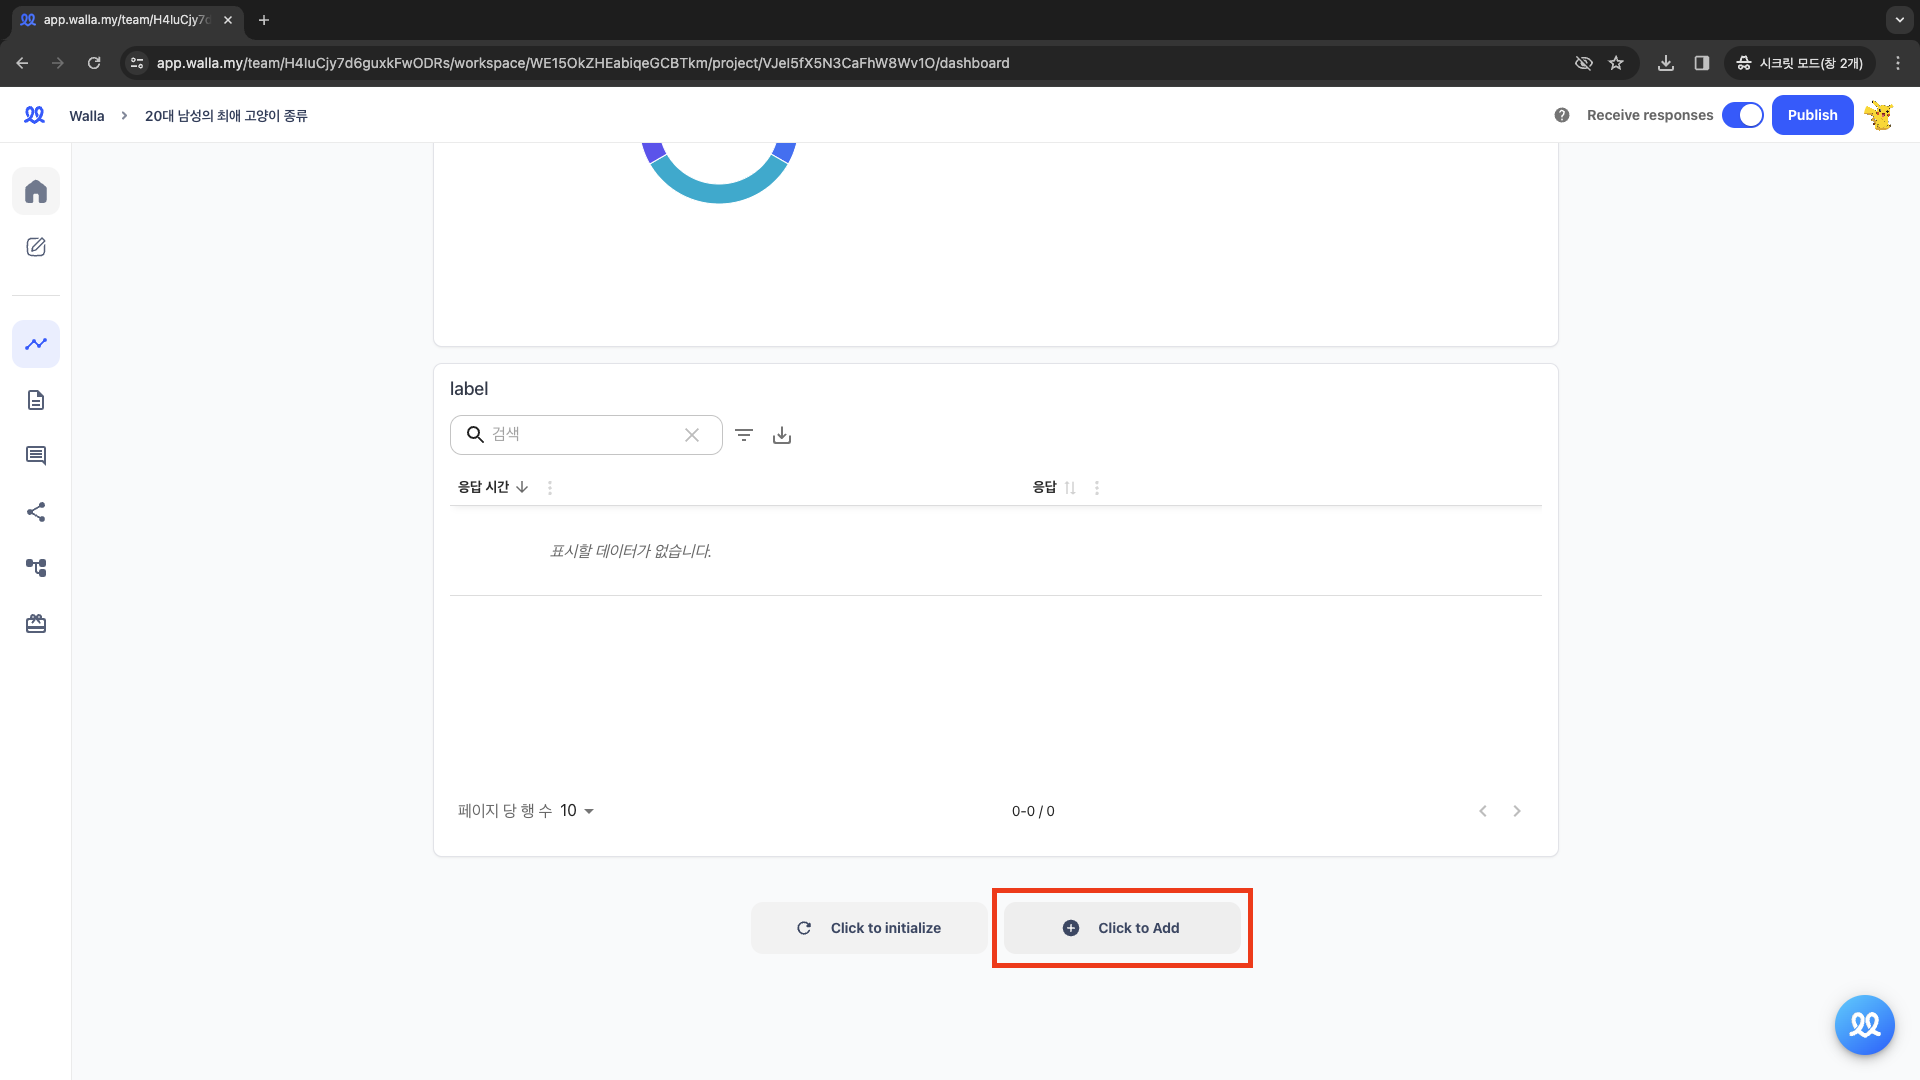 app.walla.my/team/H4IuCjy7d
app.walla.my/team/H4IuCjy7d6guxkFwODRs/workspace/WE15OkZHEabiqeGCBTkm/project/VJeI5fX5N3CaFhW8Wv1O/dashboard
시크릿 모드(창 2개)
Walla
20대 남성의 최애 고양이 종류
Receive responses
Publish
label
검색
응답 시간
응답
표시할 데이터가 없습니다.
페이지 당 행 수 10
0-0 / 0
Click to initialize
Click to Add